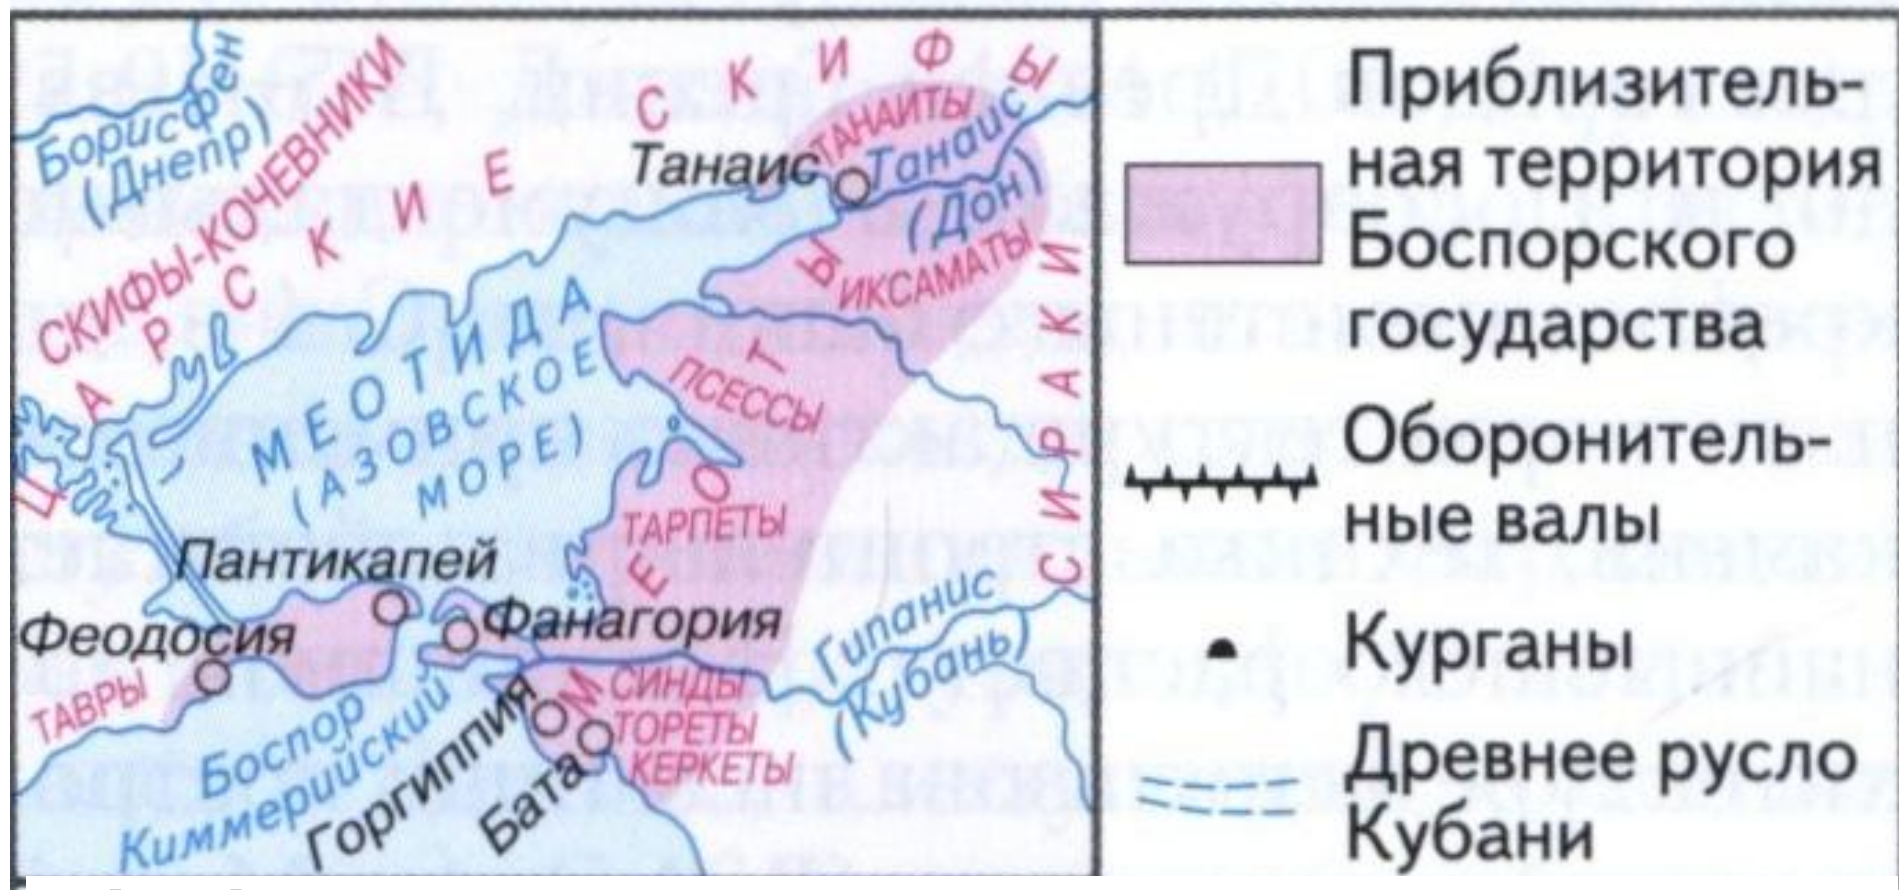 Борисфен
(Днепр)
СКИФЫ-КОЧЕВНИКИ
ЦАРСКИЕ СКИФЫ
ТАНАИТЫ
Танаис
Танаис
(Дон)
ИКСАМАТЫ
МЕОТИДА
(АЗОВСКОЕ
МОРЕ)
ПСЕССЫ
СИРАКИ
МЕОТЫ
ТАРПЕТЫ
Пантикапей
Фанагория
Феодосия
Гипанис
(Кубань)
ТАВРЫ
СИНДЫ
ТОРЕТЫ
КЕРКЕТЫ
Боспор
Киммерийский
Горгиппия
Бата
Приблизитель-
ная территория
Боспорского
государства
Оборонитель-
ные валы
Курганы
Древнее русло
Кубани